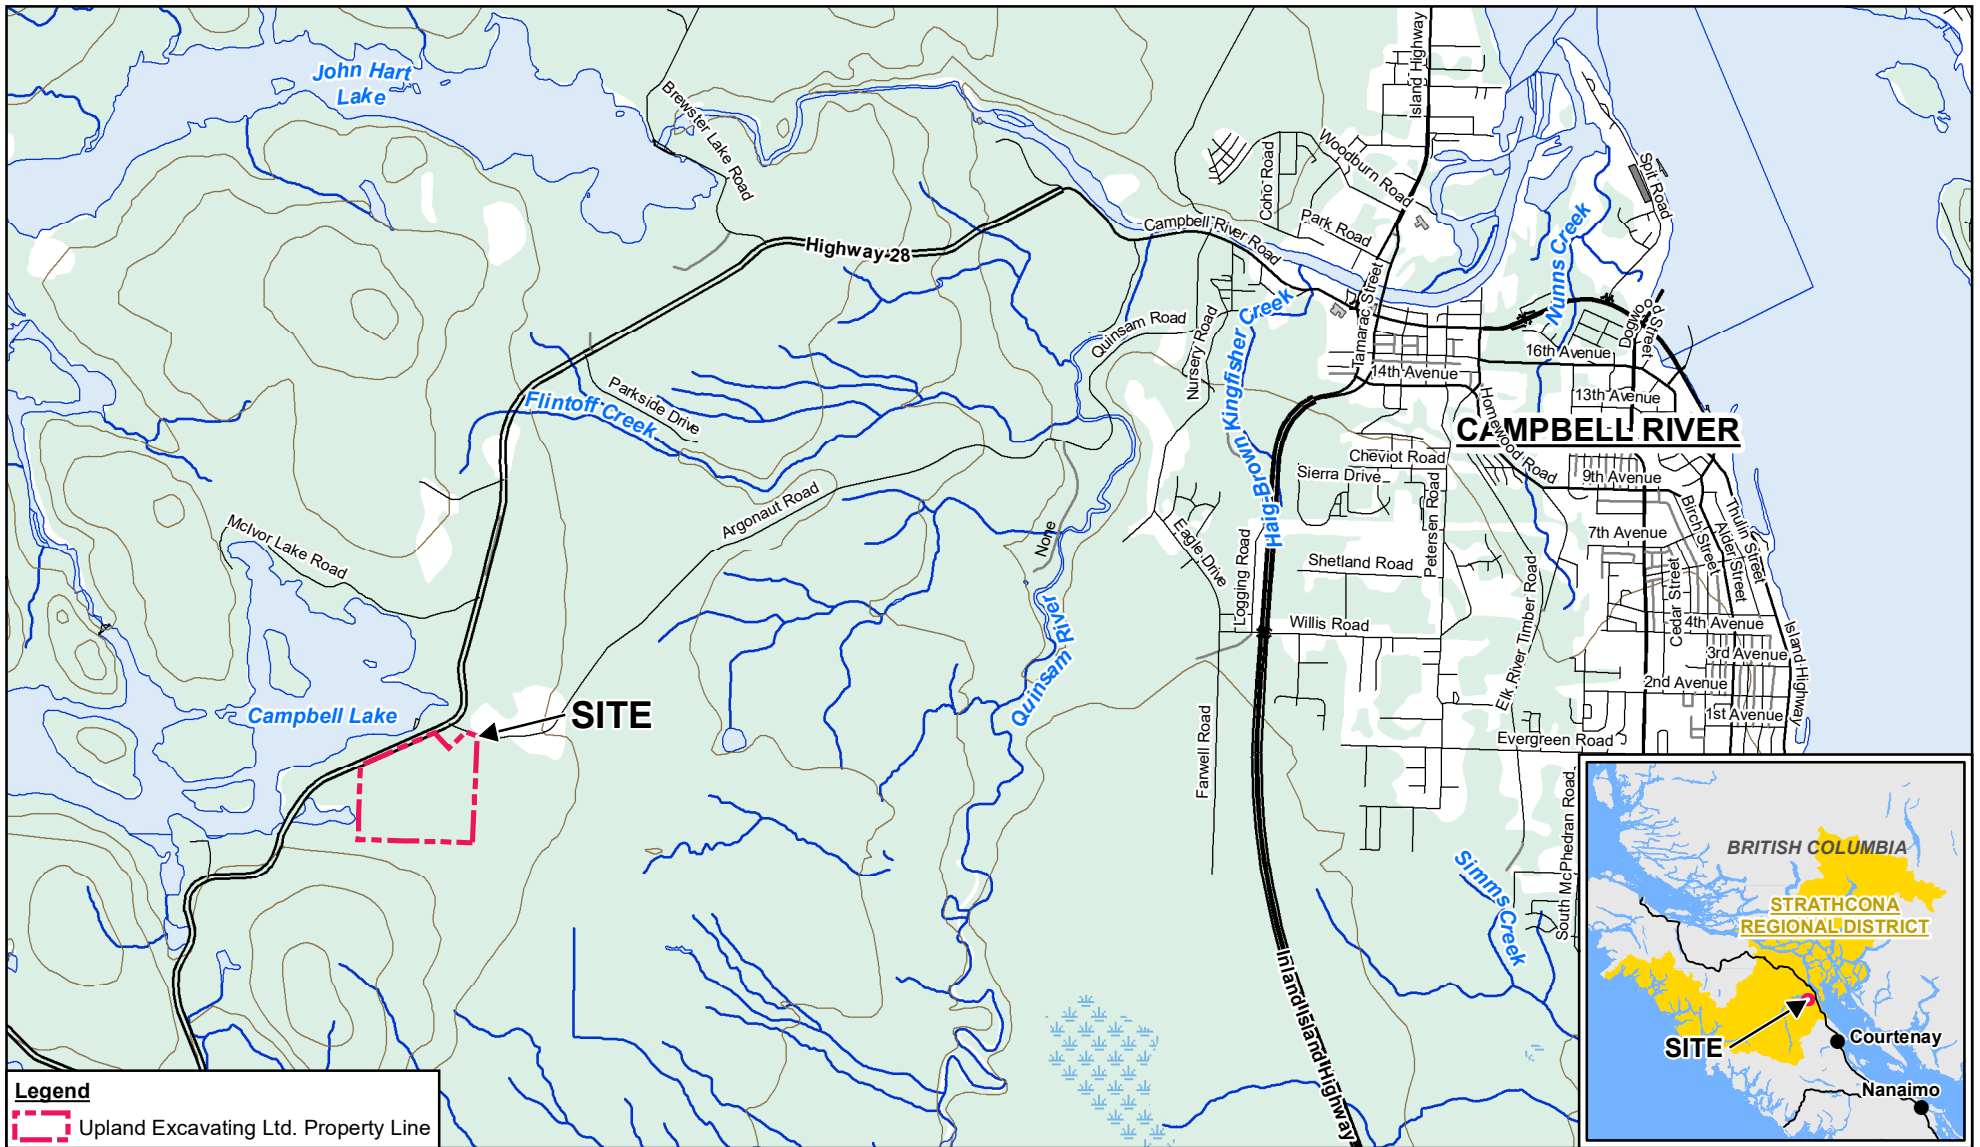 John Hart
Lake
Brewster Lake Road
Island Highway
Woodburn Road
Coho Road
Park Road
Spit Road
Campbell River Road
Highway 28
Nunns Creek
Tamarac Street
Dogwood Street
Quinsam Road
Nursery Road
Haig-Brown Kingfisher Creek
16th Avenue
14th Avenue
13th Avenue
Parkside Drive
Flintoff Creek
Homewood Road
CAMPBELL RIVER
Cheviot Road
Sierra Drive
9th Avenue
Petersen Road
Argonaut Road
None
Eagle Drive
Logging Road
Birch Street
Alder Street
Thulin Street
7th Avenue
McIvor Lake Road
Shetland Road
Elk River Timber Road
Cedar Street
Willis Road
4th Avenue
3rd Avenue
Island Highway
2nd Avenue
1st Avenue
Quinsam River
Campbell Lake
SITE
Farwell Road
Evergreen Road
South McPhedran Road
Simms Creek
Inland Island Highway
BRITISH COLUMBIA
STRATHCONA
REGIONAL DISTRICT
SITE
Courtenay
Nanaimo
Legend
Upland Excavating Ltd. Property Line